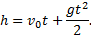 h = v₀t + gt²/2.